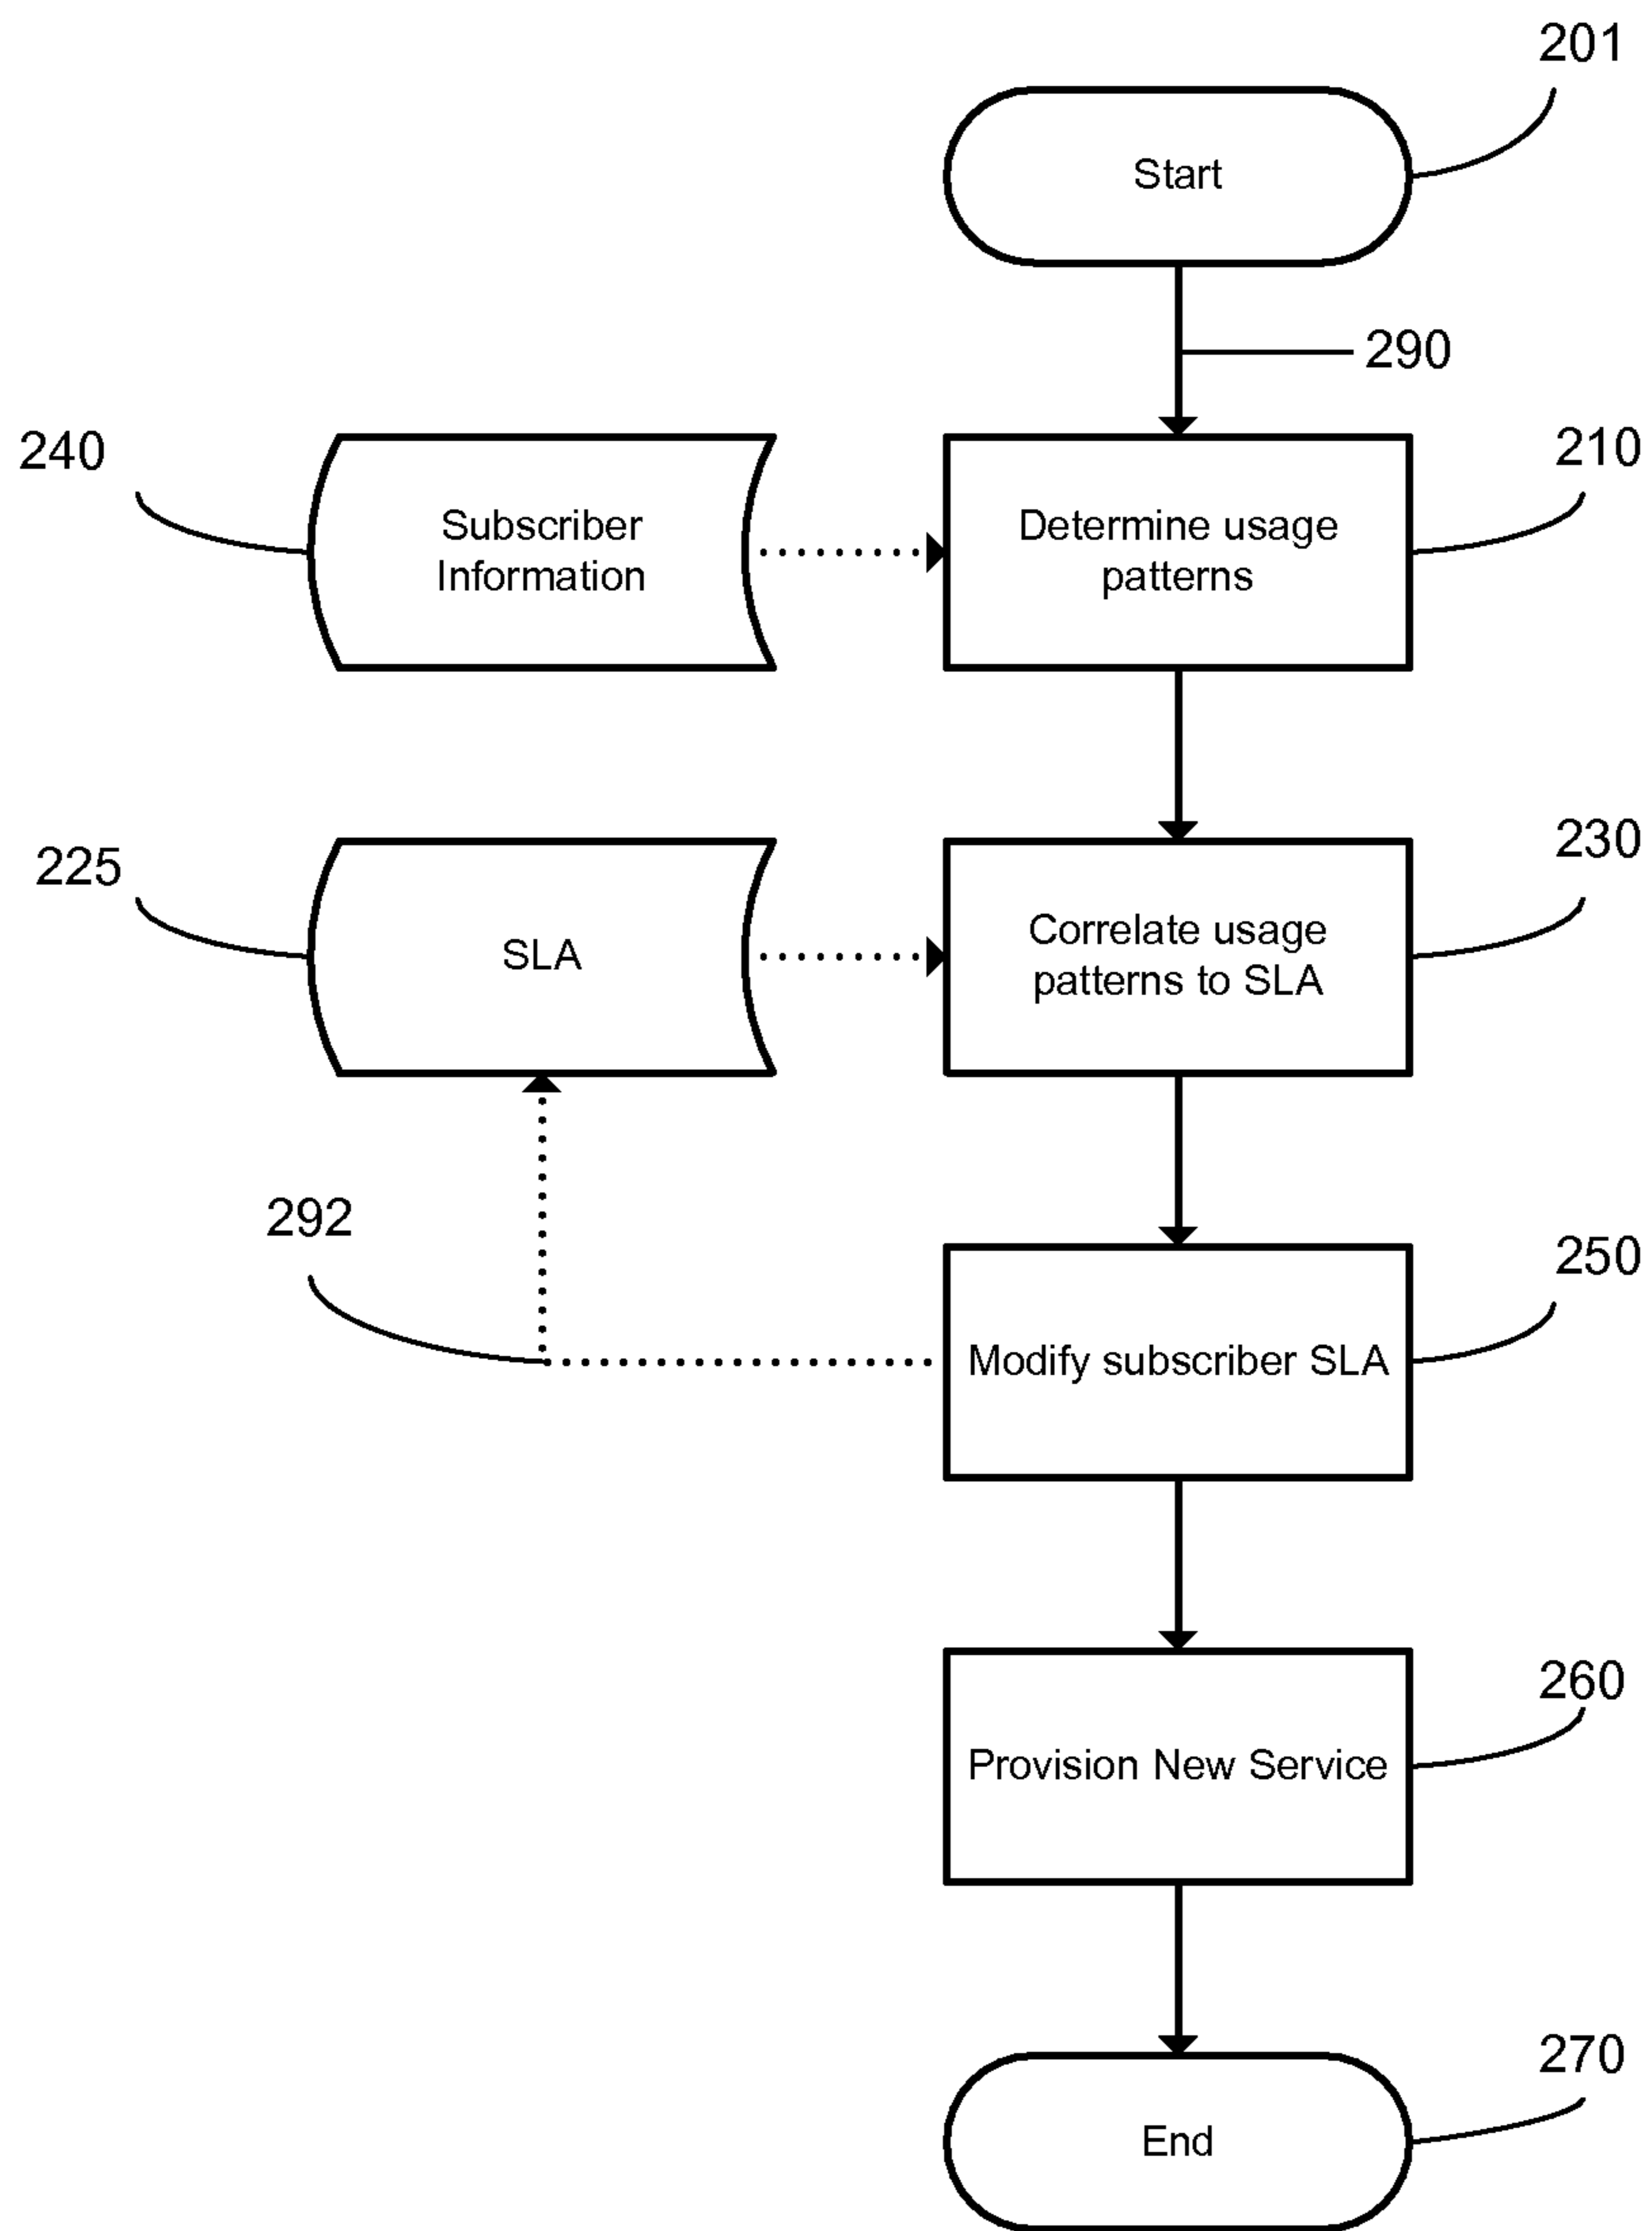 201
Start
290
240
210
Subscriber
Information
Determine usage
patterns
225
230
SLA
Correlate usage
patterns to SLA
292
250
Modify subscriber SLA
260
Provision New Service
270
End